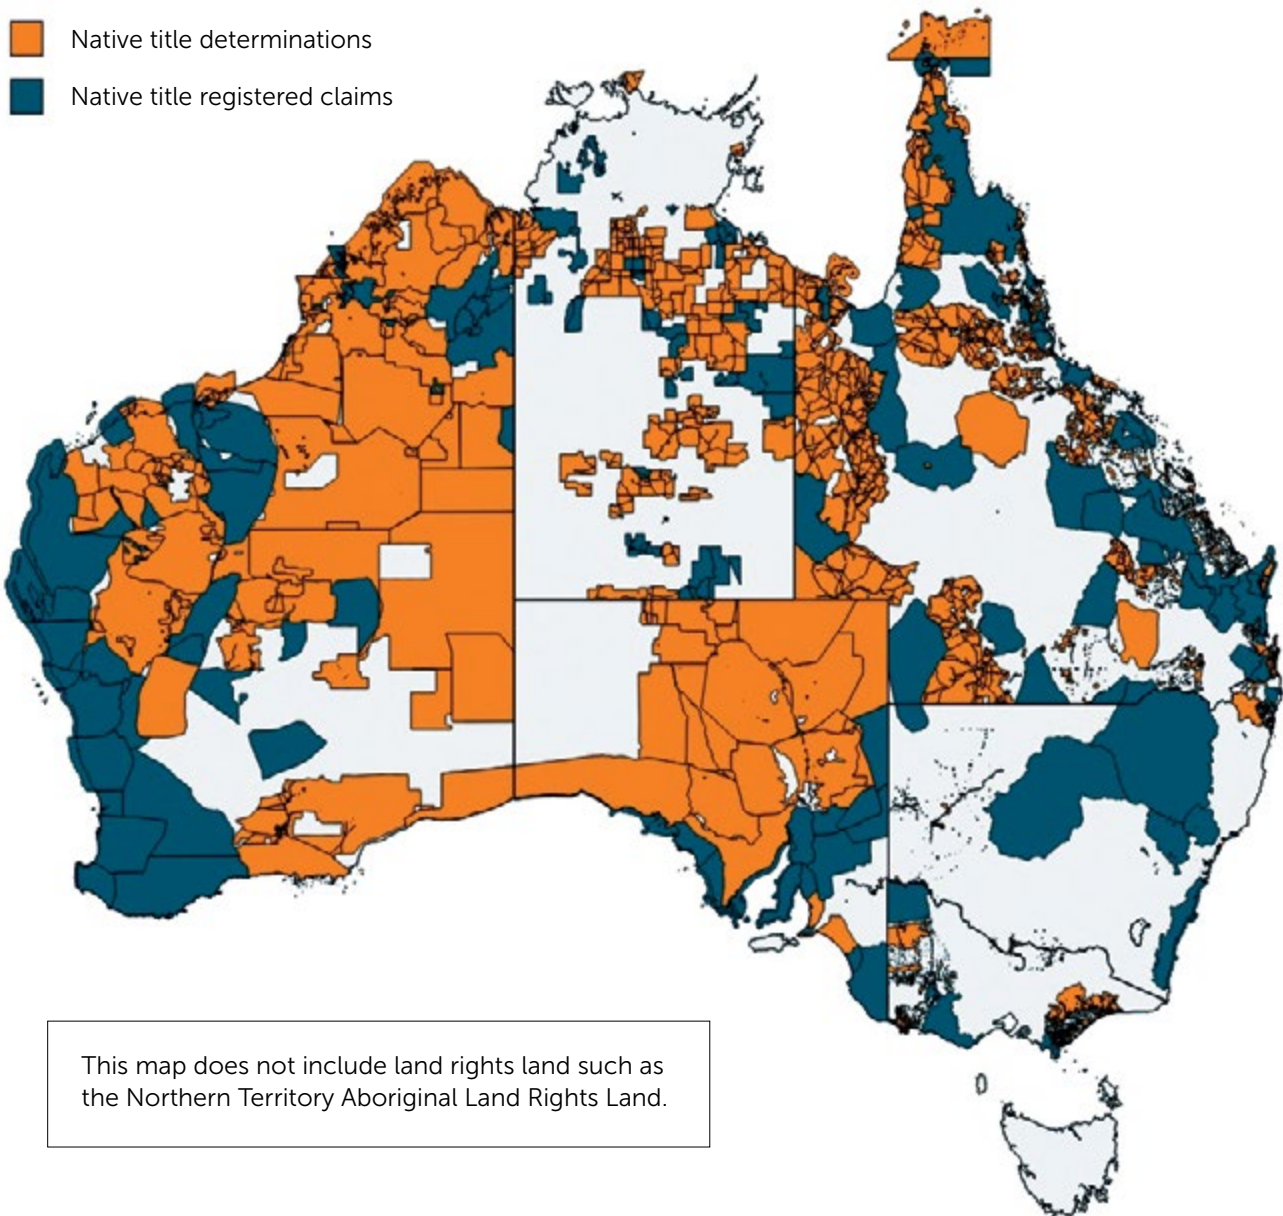 Native title determinations
Native title registered claims
This map does not include land rights land such as
the Northern Territory Aboriginal Land Rights Land.